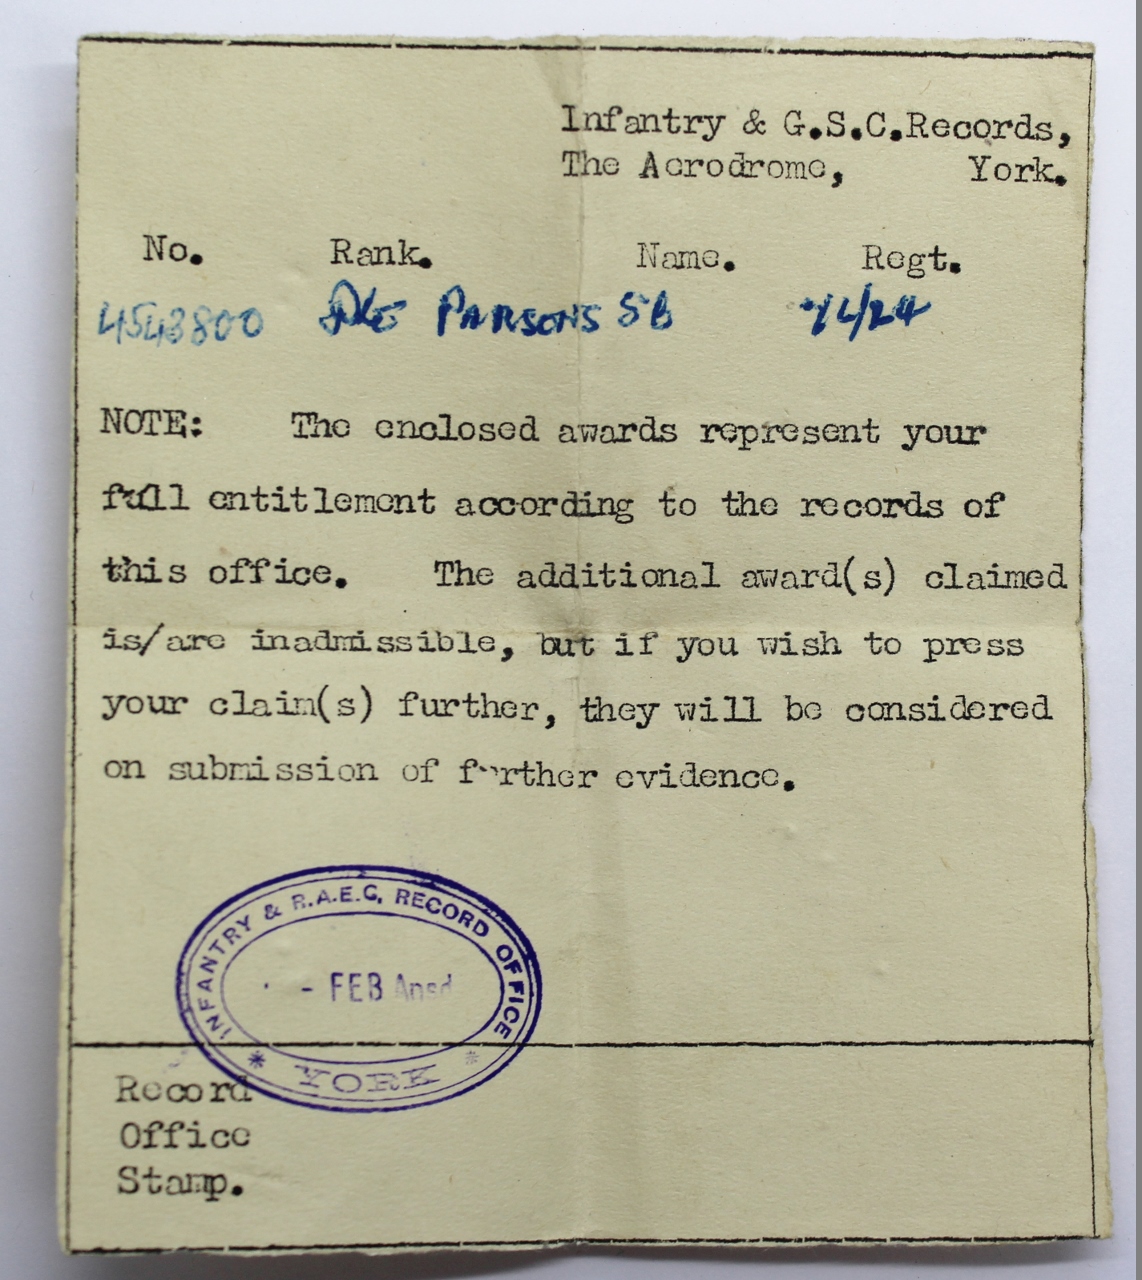 Infantry & G.S.C.Records,
The Aerodrome, York.
No. Rank. Name. Regt.
4543800 PARSONS SB
NOTE: The enclosed awards represent your
full entitlement according to the records of
this office. The additional award(s) claimed
is/are inadmissible, but if you wish to press
your claim(s) further, they will be considered
on submission of further evidence.
INFANTRY & R.A.E.C. RECORD OFFICE
- FEB
* YORK *
Record
Office
Stamp.